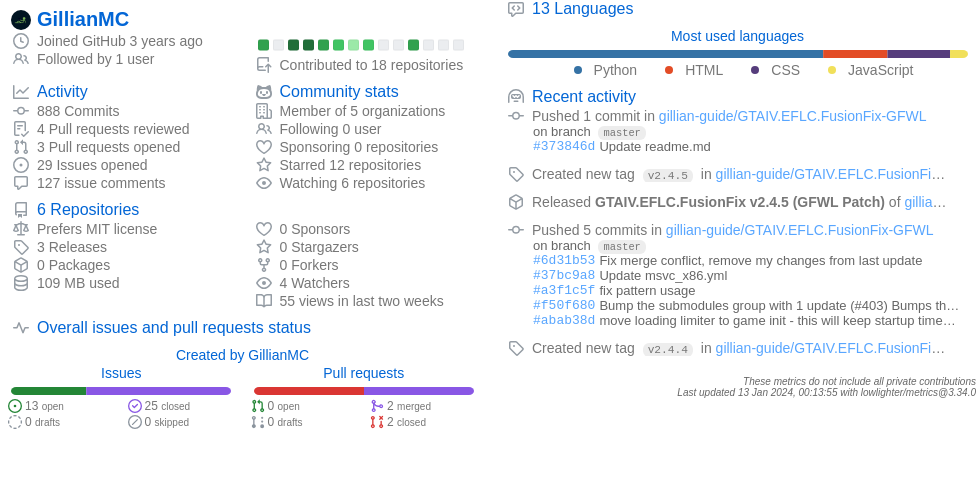 GillianMC
Joined GitHub 3 years ago
Followed by 1 user
Contributed to 18 repositories
Activity
888 Commits
4 Pull requests reviewed
3 Pull requests opened
29 Issues opened
127 issue comments
Community stats
Member of 5 organizations
Following 0 user
Sponsoring 0 repositories
Starred 12 repositories
Watching 6 repositories
6 Repositories
Prefers MIT license
3 Releases
0 Packages
109 MB used
0 Sponsors
0 Stargazers
0 Forkers
4 Watchers
55 views in last two weeks
Overall issues and pull requests status
Created by GillianMC
Issues
13 open
25 closed
0 drafts
0 skipped
Pull requests
0 open
2 merged
0 drafts
2 closed
13 Languages
Most used languages
Python HTML CSS JavaScript
Recent activity
Pushed 1 commit in gillian-guide/GTAIV.EFLC.FusionFix-GFWL
on branch master
#373846d Update readme.md
Created new tag v2.4.5 in gillian-guide/GTAIV.EFLC.FusionFi…
Released GTAIV.EFLC.FusionFix v2.4.5 (GFWL Patch) of gillia…
Pushed 5 commits in gillian-guide/GTAIV.EFLC.FusionFix-GFWL
on branch master
#6d31b53 Fix merge conflict, remove my changes from last update
#37bc9a8 Update msvc_x86.yml
#a3f1c5f fix pattern usage
#f50f680 Bump the submodules group with 1 update (#403) Bumps th…
#abab38d move loading limiter to game init - this will keep startup time…
Created new tag v2.4.4 in gillian-guide/GTAIV.EFLC.FusionFi…
These metrics do not include all private contributions
Last updated 13 Jan 2024, 00:13:55 with lowlighter/metrics@3.34.0